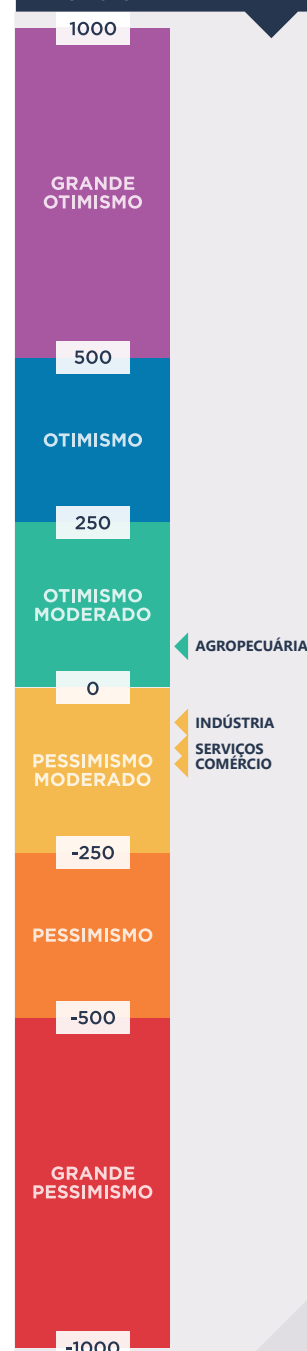 1000
GRANDE
OTIMISMO
500
OTIMISMO
250
OTIMISMO
MODERADO
AGROPECUÁRIA
0
INDÚSTRIA
SERVIÇOS
COMÉRCIO
PESSIMISMO
MODERADO
-250
PESSIMISMO
-500
GRANDE
PESSIMISMO
-1000